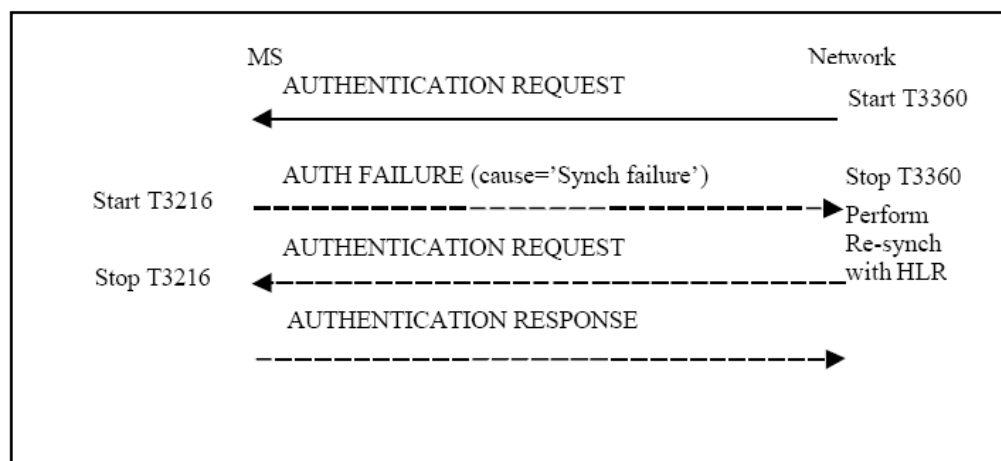 MS
Network
AUTHENTICATION REQUEST
Start T3360
AUTH FAILURE (cause='Synch failure')
Stop T3360
Start T3216
Perform
Re-synch
with HLR
AUTHENTICATION REQUEST
Stop T3216
AUTHENTICATION RESPONSE